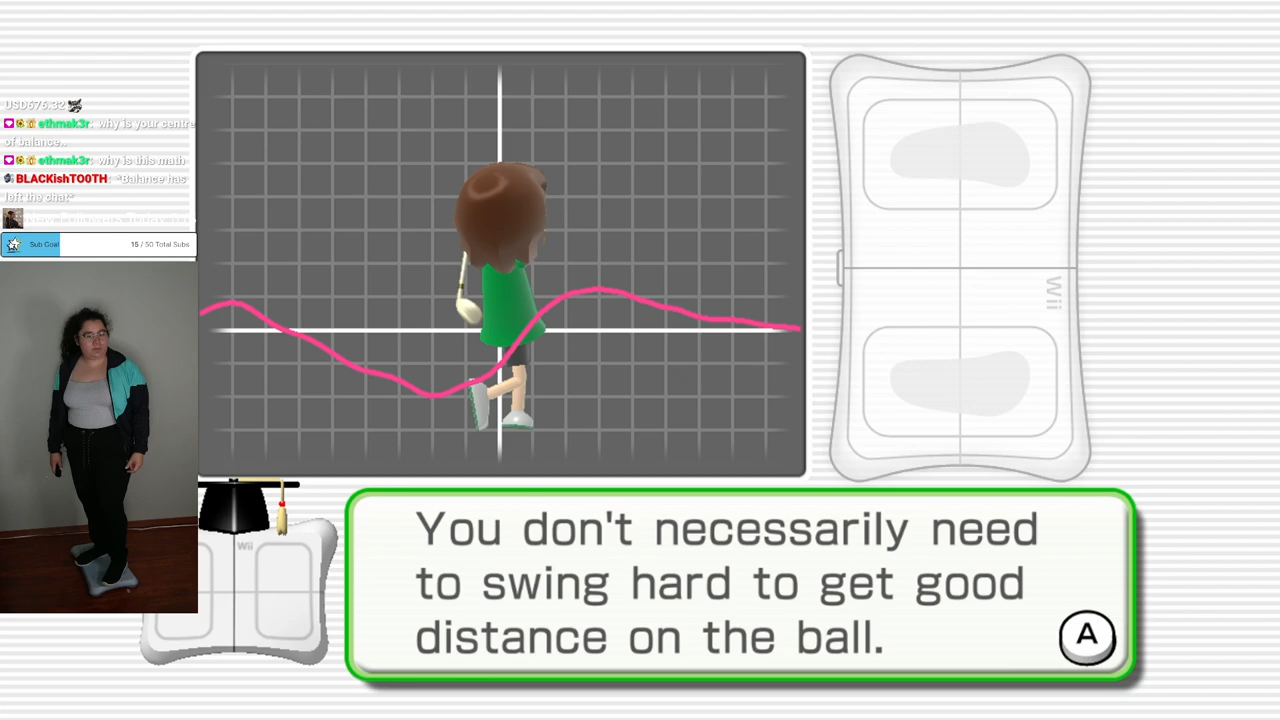 USD676.32
ethmak3r: why is your centre
of balance..
ethmak3r: why is this math
BLACKishTO0TH: *Balance has
left the chat*
Sub Goal
15 / 50 Total Subs
Wii
Wii
You don't necessarily need
to swing hard to get good
distance on the ball.
A